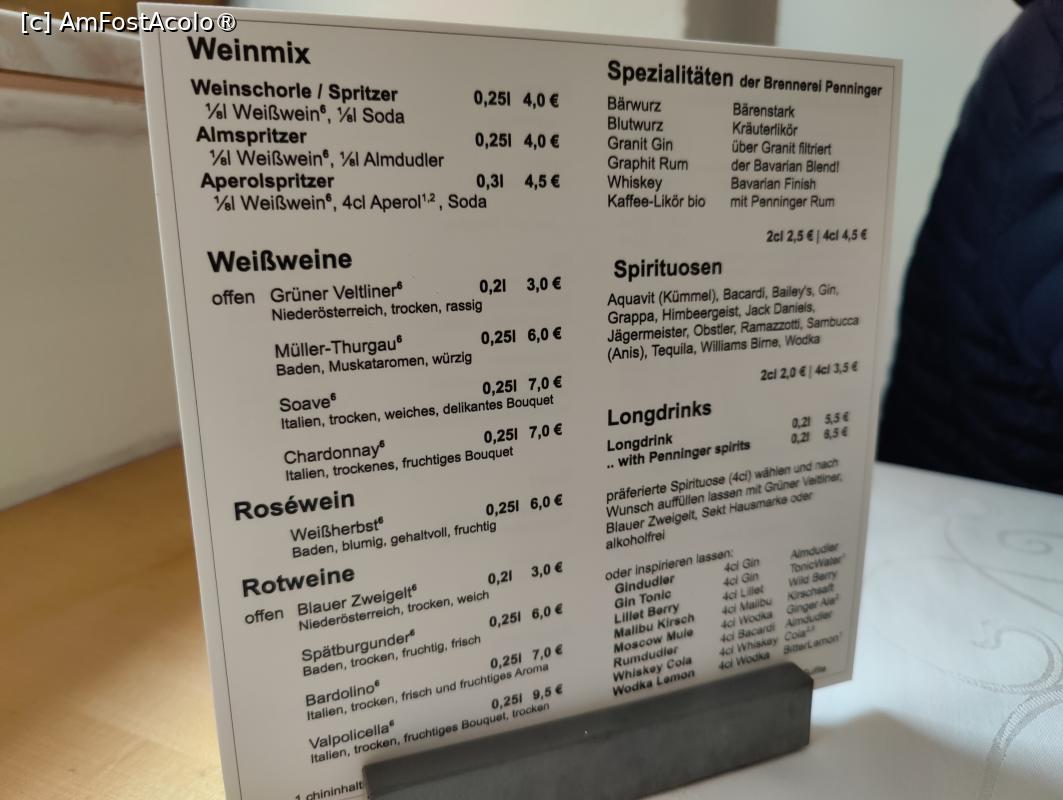 [c] AmFostAcolo®
Weinmix
Weinschorle / Spritzer 0,25l 4,0 €
⅛l Weißwein⁶, ⅛l Soda
Almspritzer 0,25l 4,0 €
⅛l Weißwein⁶, ⅛l Almdudler
Aperolspritzer 0,3l 4,5 €
⅛l Weißwein⁶, 4cl Aperol¹,² , Soda
Weißweine
offen Grüner Veltliner⁶ 0,2l 3,0 €
Niederösterreich, trocken, rassig
Müller-Thurgau⁶ 0,25l 6,0 €
Baden, Muskataromen, würzig
Soave⁶ 0,25l 7,0 €
Italien, trocken, weiches, delikantes Bouquet
Chardonnay⁶ 0,25l 7,0 €
Italien, trockenes, fruchtiges Bouquet
Roséwein
Weißherbst⁶ 0,25l 6,0 €
Baden, blumig, gehaltvoll, fruchtig
Rotweine
offen Blauer Zweigelt⁶ 0,2l 3,0 €
Niederösterreich, trocken, weich
Spätburgunder⁶ 0,25l 6,0 €
Baden, trocken, fruchtig, frisch
Bardolino⁶ 0,25l 7,0 €
Italien, trocken, frisch und fruchtiges Aroma
Valpolicella⁶ 0,25l 9,5 €
Italien, trocken, fruchtiges Bouquet, trocken
1 chininhalt
Spezialitäten der Brennerei Penninger
Bärwurz Bärenstark
Blutwurz Kräuterlikör
Granit Gin über Granit filtriert
Graphit Rum der Bavarian Blend!
Whiskey Bavarian Finish
Kaffee-Likör bio mit Penninger Rum
2cl 2,5 € | 4cl 4,5 €
Spirituosen
Aquavit (Kümmel), Bacardi, Bailey's, Gin,
Grappa, Himbeergeist, Jack Daniels,
Jägermeister, Obstler, Ramazzotti, Sambucca
(Anis), Tequila, Williams Birne, Wodka
2cl 2,0 € | 4cl 3,5 €
Longdrinks
Longdrink 0,2l 5,5 €
.. with Penninger spirits 0,2l 6,5 €
präferierte Spirituose (4cl) wählen und nach
Wunsch auffüllen lassen mit Grüner Veltliner,
Blauer Zweigelt, Sekt Hausmarke oder
alkoholfrei
oder inspirieren lassen:
Gindudler 4cl Gin Almdudler
Gin Tonic 4cl Gin TonicWater¹
Lillet Berry 4cl Lillet Wild Berry
Malibu Kirsch 4cl Malibu Kirschsaft
Moscow Mule 4cl Wodka Ginger Ale²
Rumdudler 4cl Bacardi Almdudler
Whiskey Cola 4cl Whiskey Cola
Wodka Lemon 4cl Wodka BitterLemon¹